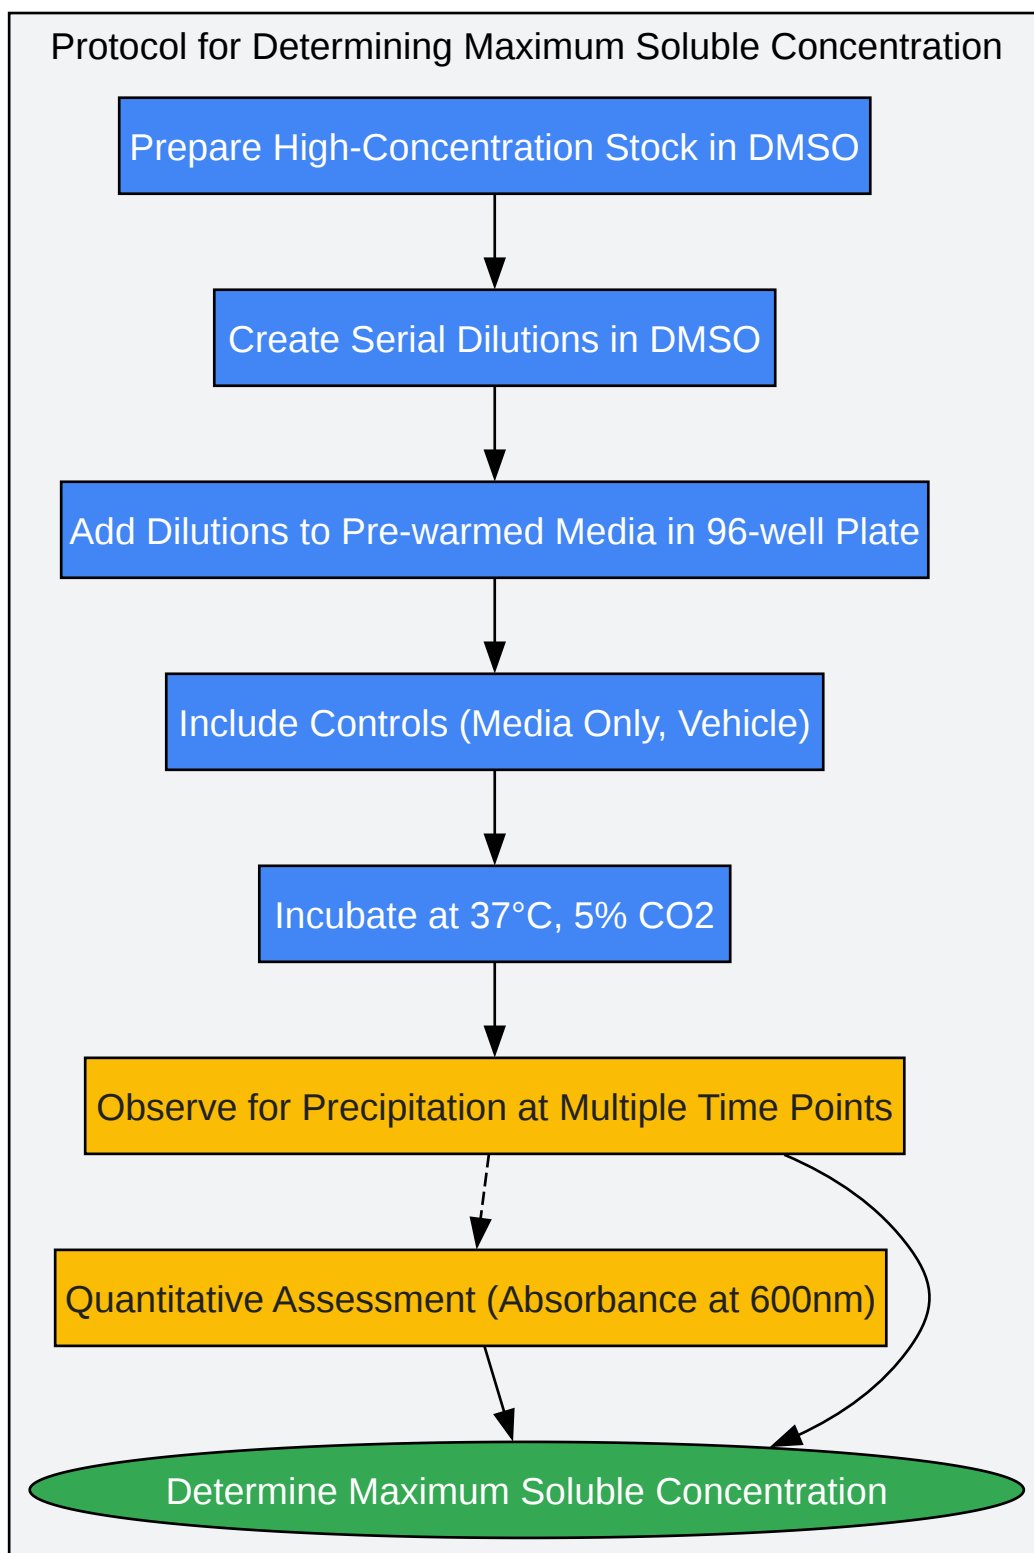 Protocol for Determining Maximum Soluble Concentration
Prepare High-Concentration Stock in DMSO
Create Serial Dilutions in DMSO
Add Dilutions to Pre-warmed Media in 96-well Plate
Include Controls (Media Only, Vehicle)
Incubate at 37°C, 5% CO2
Observe for Precipitation at Multiple Time Points
Quantitative Assessment (Absorbance at 600nm)
Determine Maximum Soluble Concentration